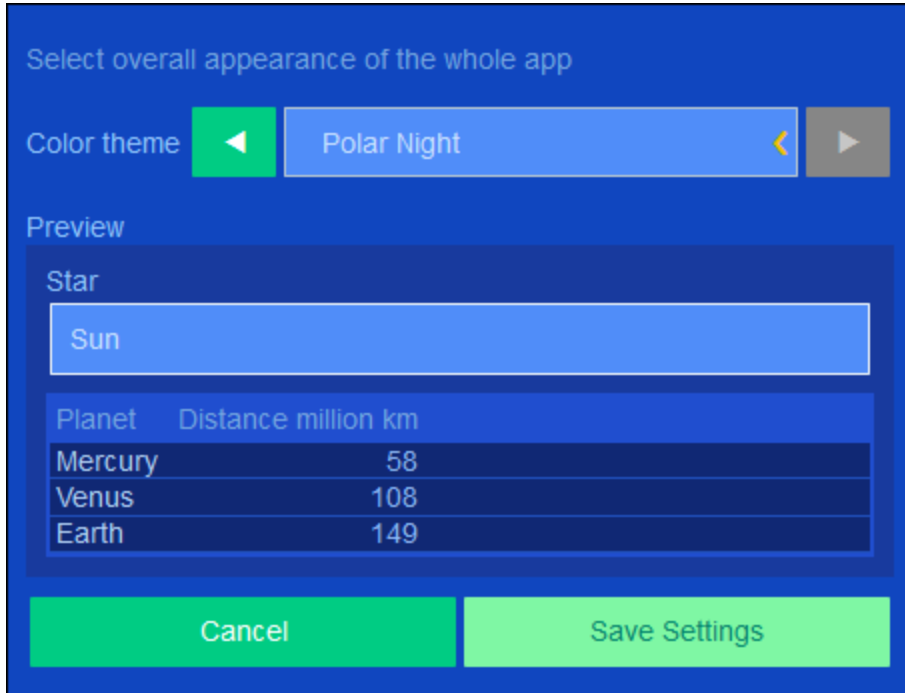 Select overall appearance of the whole app
Color theme
Polar Night
Preview
Star
Sun
Planet Distance million km
Mercury 58
Venus 108
Earth 149
Cancel Save Settings